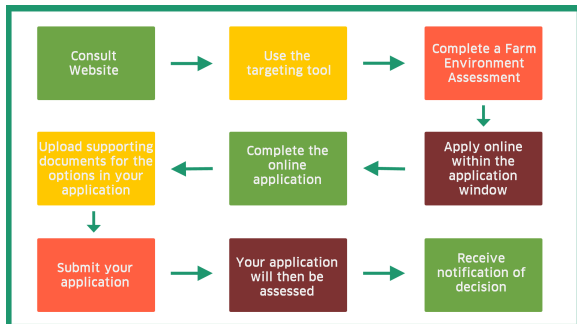 Consult
Website
Use the
targeting tool
Complete a Farm
Environment
Assessment
Apply online
within the
application
window
Complete the
online
application
Upload supporting
documents for the
options in your
application
Submit your
application
Your application
will then be
assessed
Receive
notification of
decision